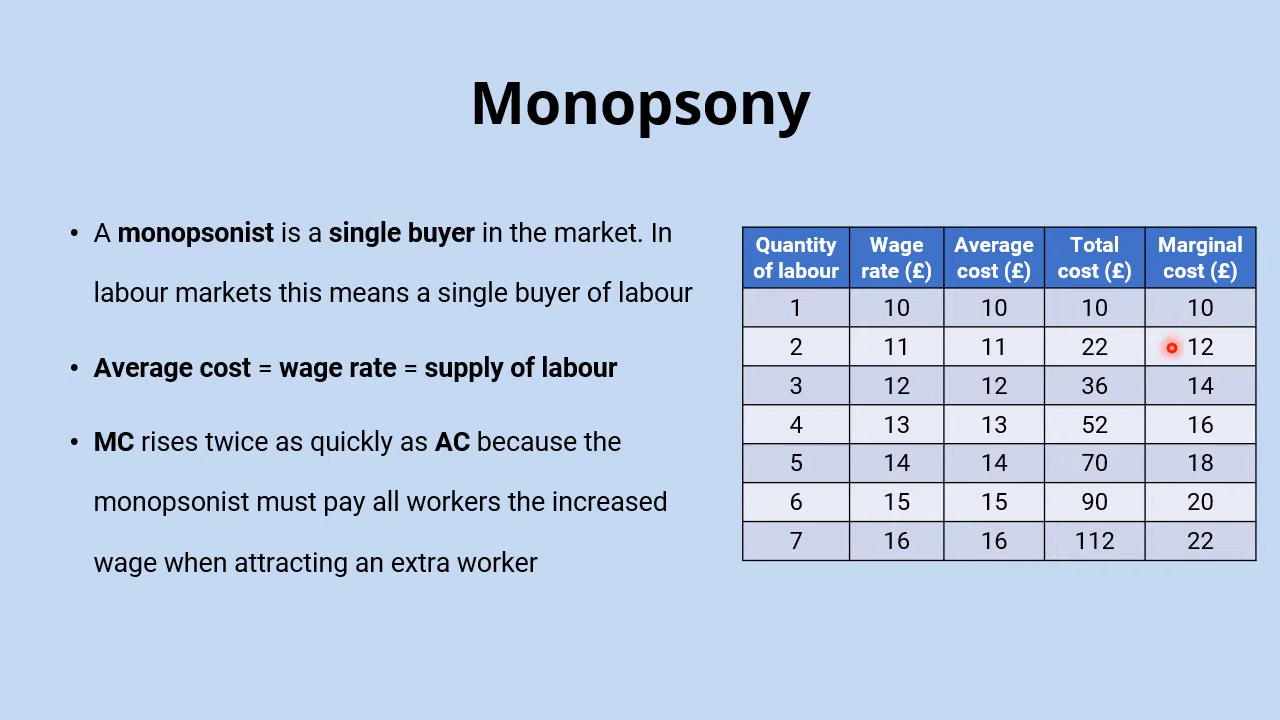 Monopsony
• A monopsonist is a single buyer in the market. In
labour markets this means a single buyer of labour
• Average cost = wage rate = supply of labour
• MC rises twice as quickly as AC because the
monopsonist must pay all workers the increased
wage when attracting an extra worker
Quantity of labour Wage rate (£) Average cost (£) Total cost (£) Marginal cost (£)
1 10 10 10 10
2 11 11 22 12
3 12 12 36 14
4 13 13 52 16
5 14 14 70 18
6 15 15 90 20
7 16 16 112 22